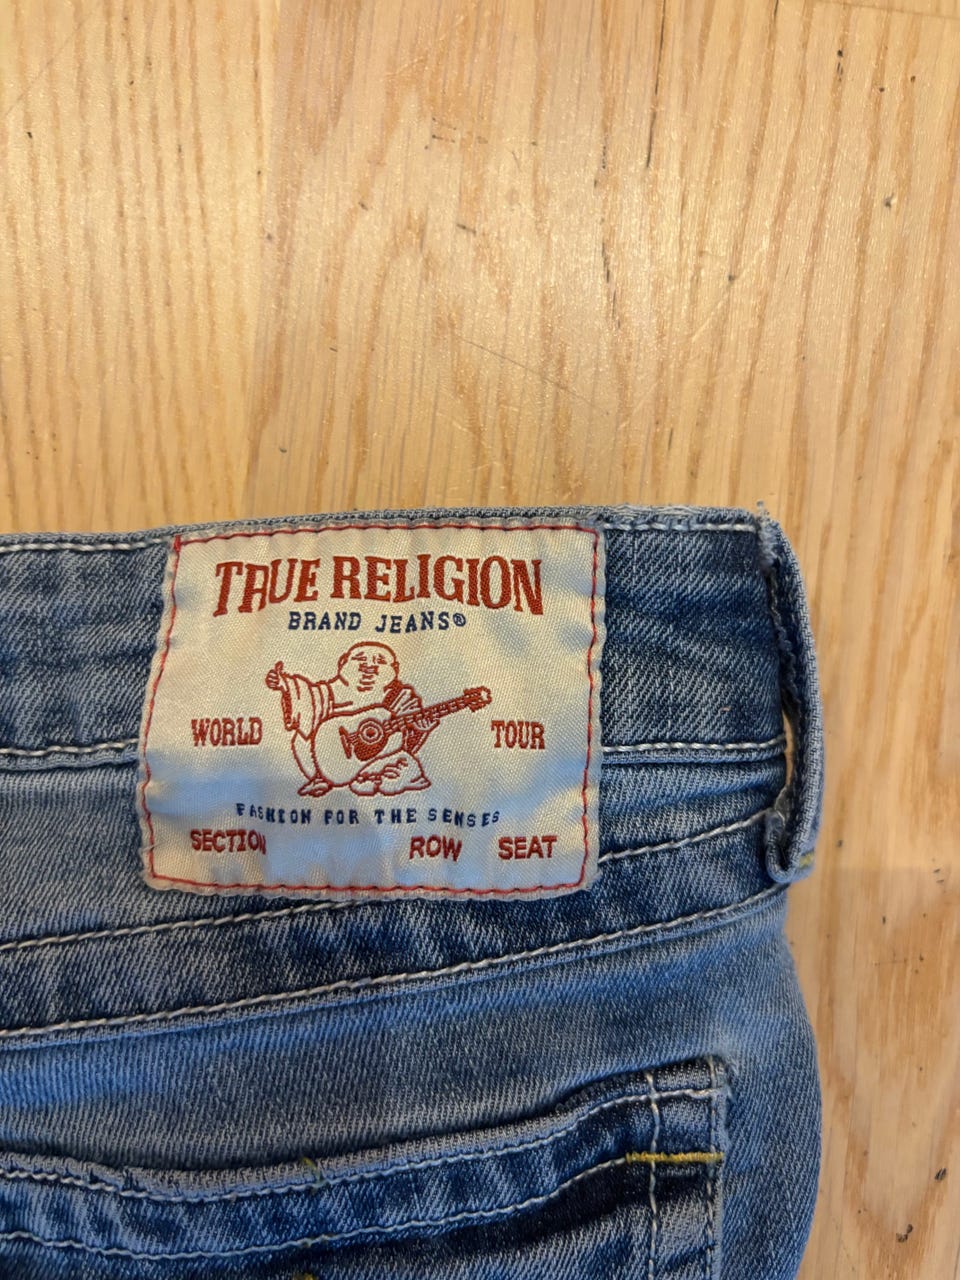 TRUE RELIGION
BRAND JEANS®
WORLD TOUR
FASHION FOR THE SENSES
SECTION ROW SEAT